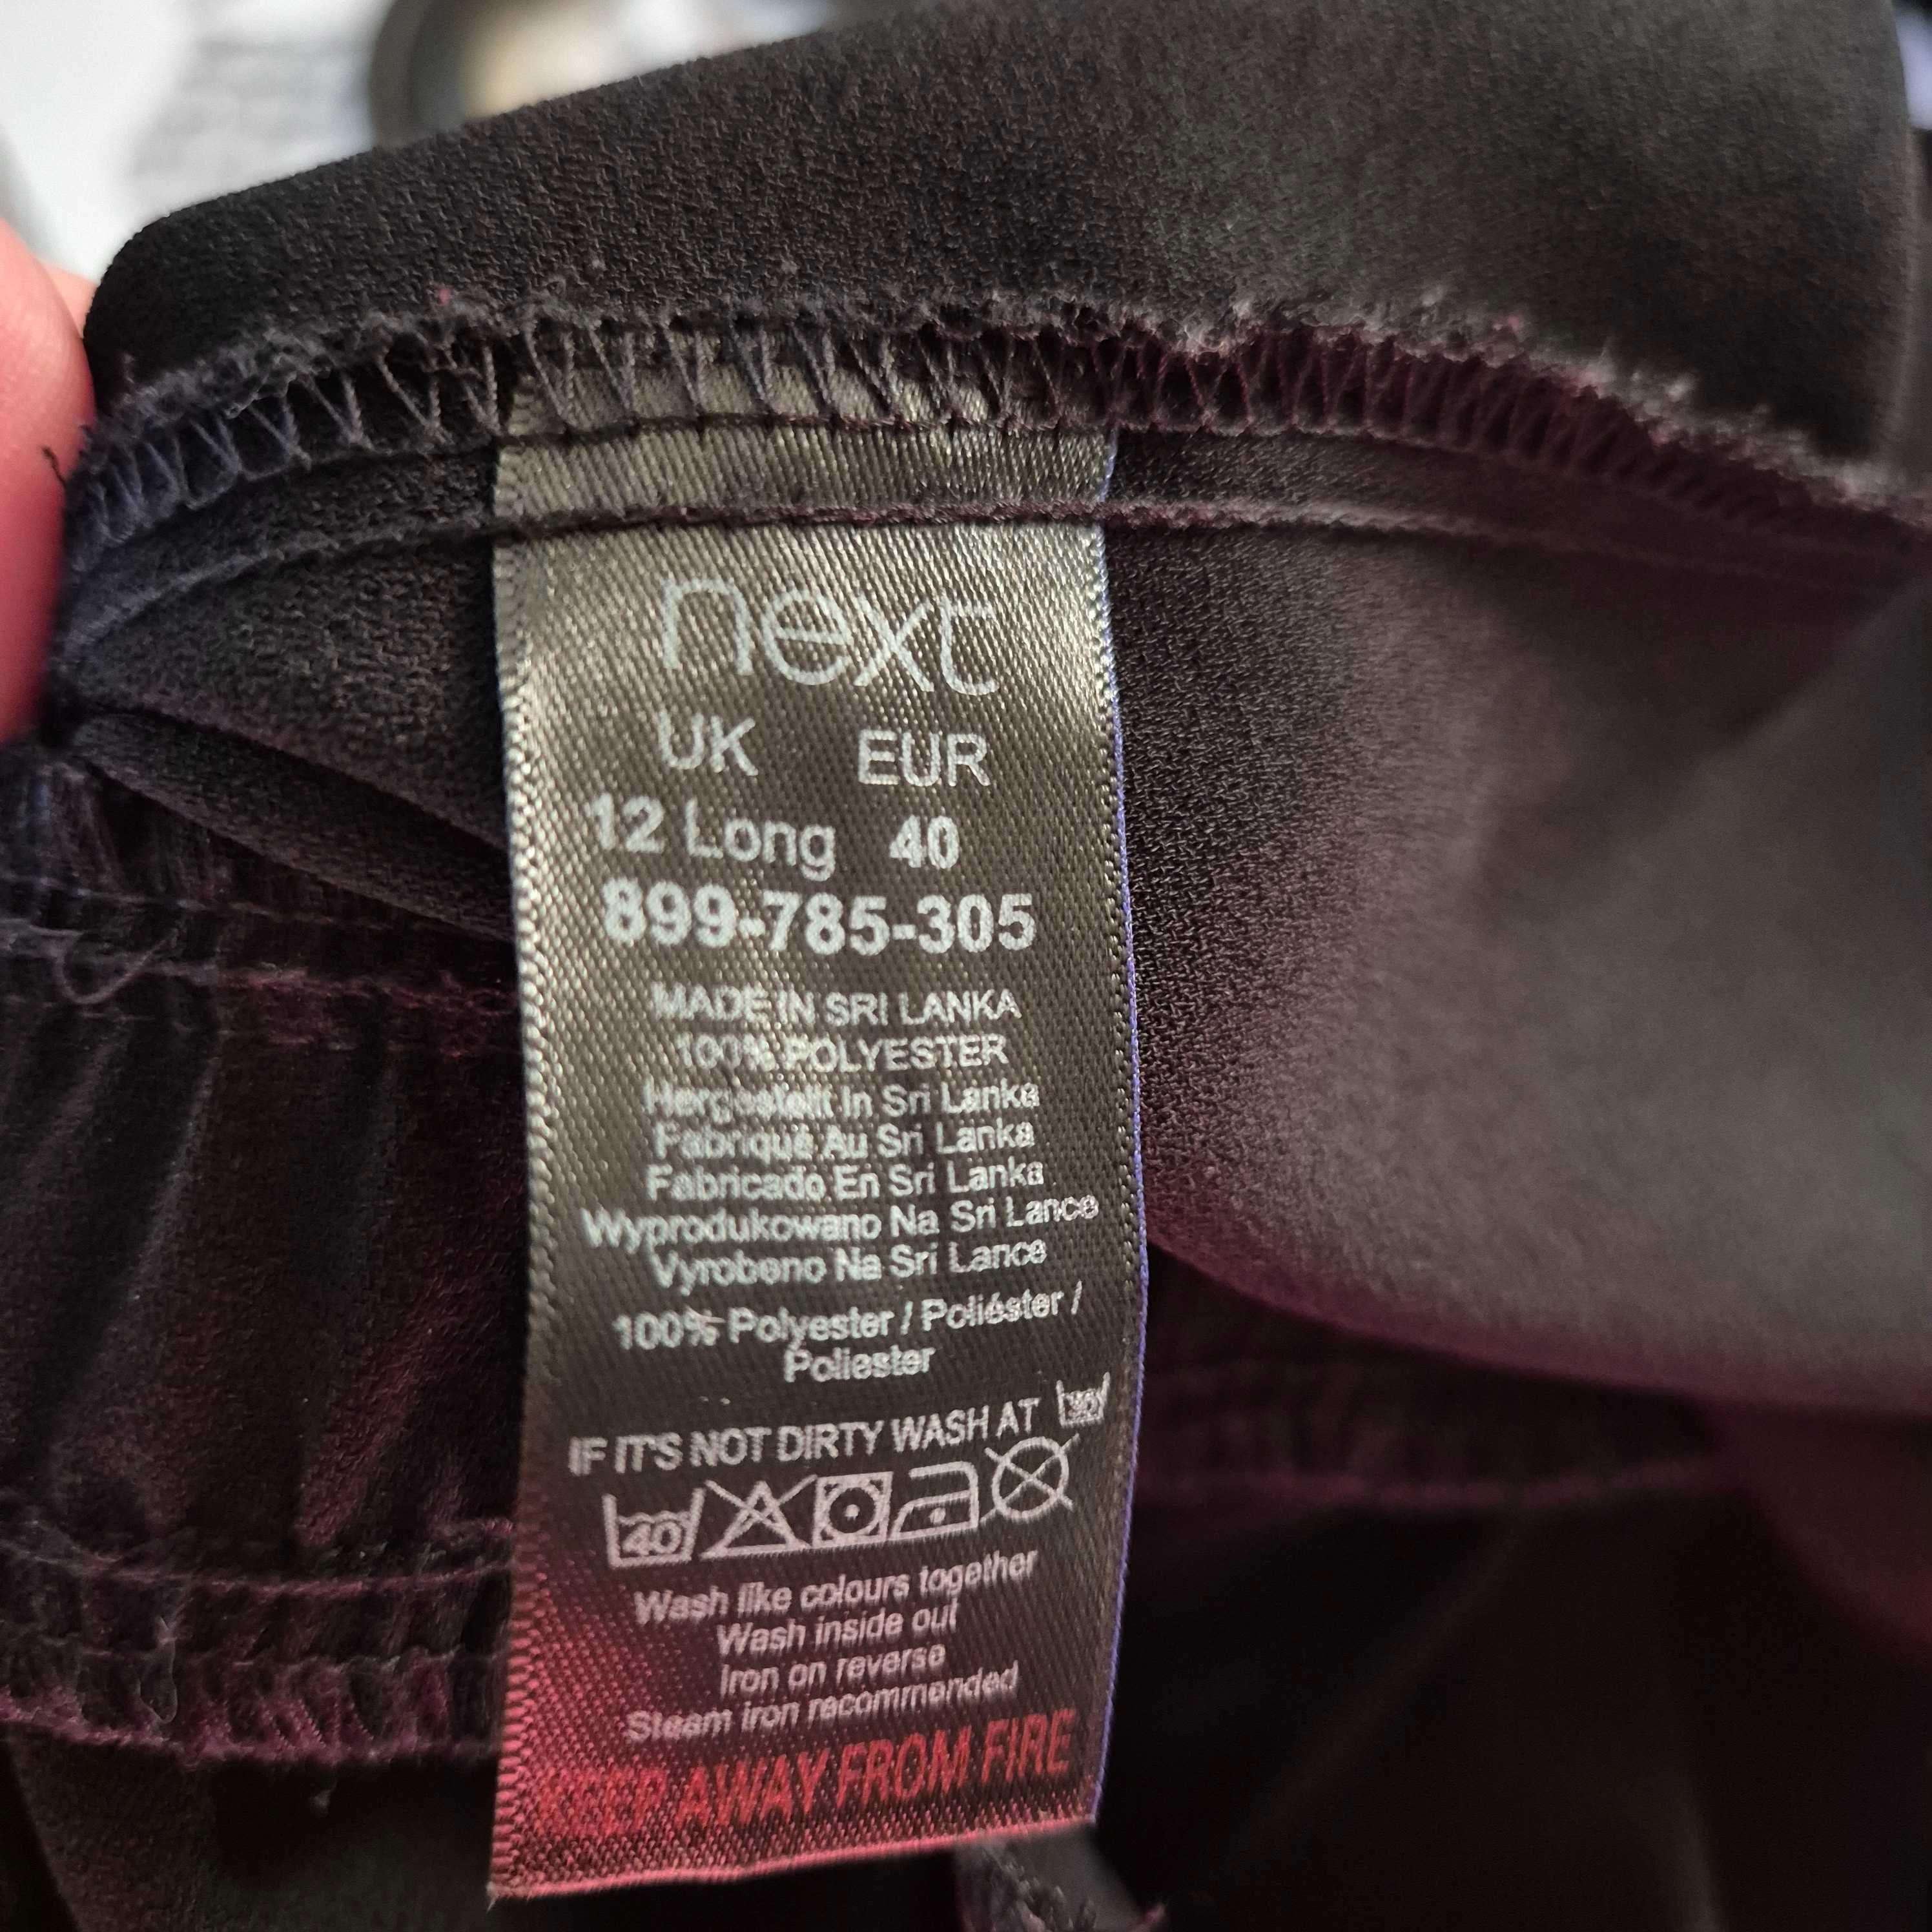 next
UK EUR
12 Long 40
899-785-305
MADE IN SRI LANKA
100% POLYESTER
Hergestellt In Sri Lanka
Fabriqué Au Sri Lanka
Fabricado En Sri Lanka
Wyprodukowano Na Sri Lance
Vyrobeno Na Sri Lance
100% Polyester / Poliéster /
Poliester
IF IT'S NOT DIRTY WASH AT 30
40
Wash like colours together
Wash inside out
Iron on reverse
Steam iron recommended
KEEP AWAY FROM FIRE